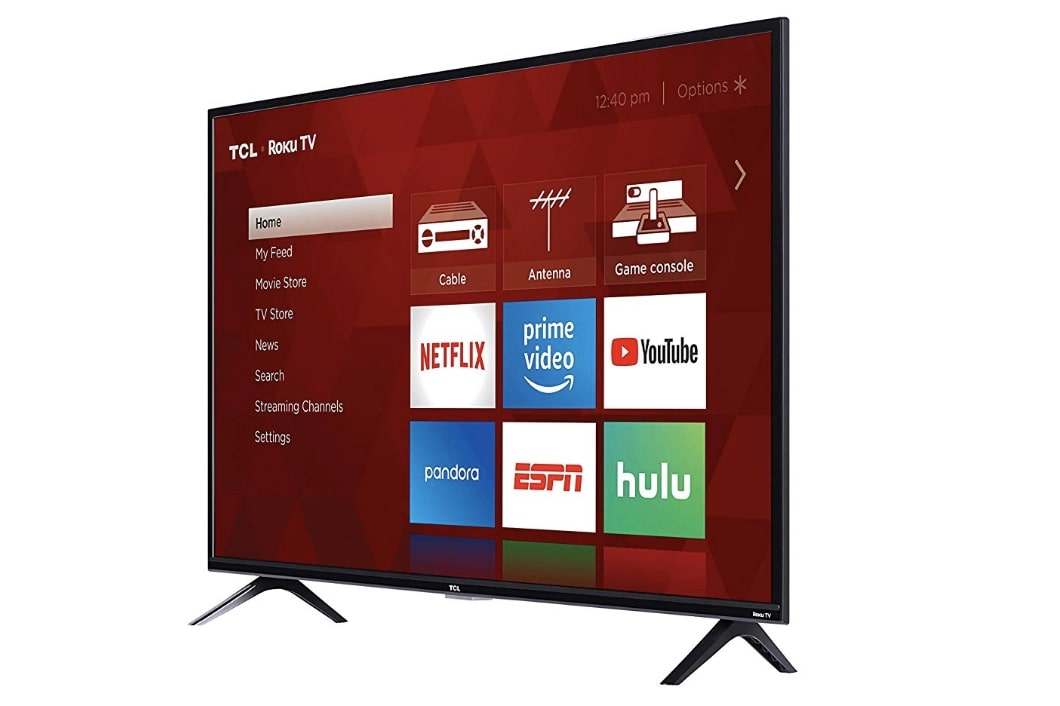 12:40 pm | Options *
TCL · Roku TV
Home
My Feed
Movie Store
TV Store
News
Search
Streaming Channels
Settings
Cable
Antenna
Game console
NETFLIX
prime video
YouTube
pandora
ESPN
hulu
TCL
Roku TV